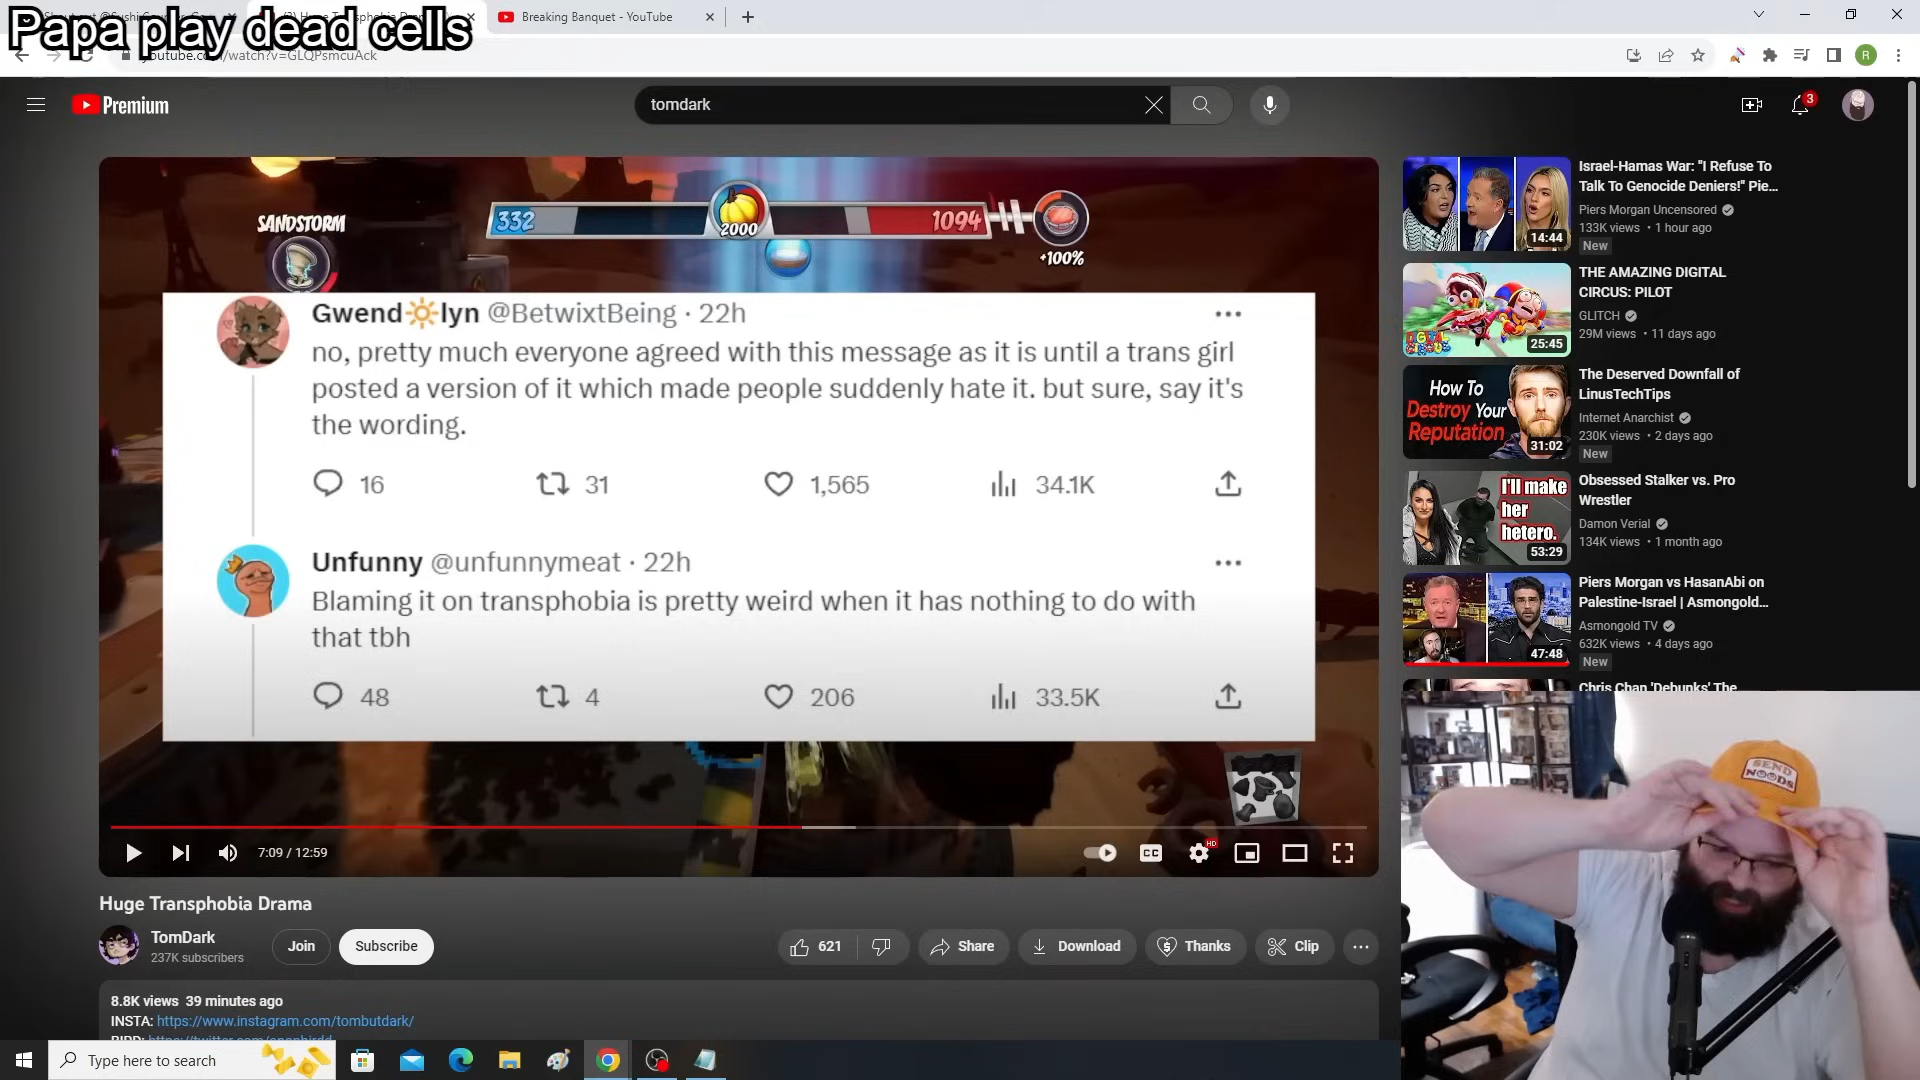 Papa play dead cells
Breaking Banquet - YouTube
youtube.com/watch?v=GLQPsmcuAck
Premium
tomdark
3
R
SANDSTORM
332
2000
1094
+100%
Gwend lyn @BetwixtBeing · 22h
no, pretty much everyone agreed with this message as it is until a trans girl
posted a version of it which made people suddenly hate it. but sure, say it's
the wording.
16
31
1,565
34.1K
Unfunny @unfunnymeat · 22h
Blaming it on transphobia is pretty weird when it has nothing to do with
that tbh
48
4
206
33.5K
7:09 / 12:59
CC
HD
Huge Transphobia Drama
TomDark
237K subscribers
Join
Subscribe
621
Share
Download
Thanks
Clip
8.8K views 39 minutes ago
INSTA: https://www.instagram.com/tombutdark/
Israel-Hamas War: "I Refuse To
Talk To Genocide Deniers!" Pie...
Piers Morgan Uncensored
133K views • 1 hour ago
New
14:44
THE AMAZING DIGITAL
CIRCUS: PILOT
GLITCH
29M views • 11 days ago
DIGITAL
CIRCUS
25:45
The Deserved Downfall of
LinusTechTips
Internet Anarchist
230K views • 2 days ago
New
How To
Destroy Your
Reputation
31:02
Obsessed Stalker vs. Pro
Wrestler
Damon Verial
134K views • 1 month ago
I'll make
her
hetero.
53:29
Piers Morgan vs HasanAbi on
Palestine-Israel | Asmongold...
Asmongold TV
632K views • 4 days ago
New
47:48
Chris Chan 'Debunks' The
SEND
NOODS
Type here to search